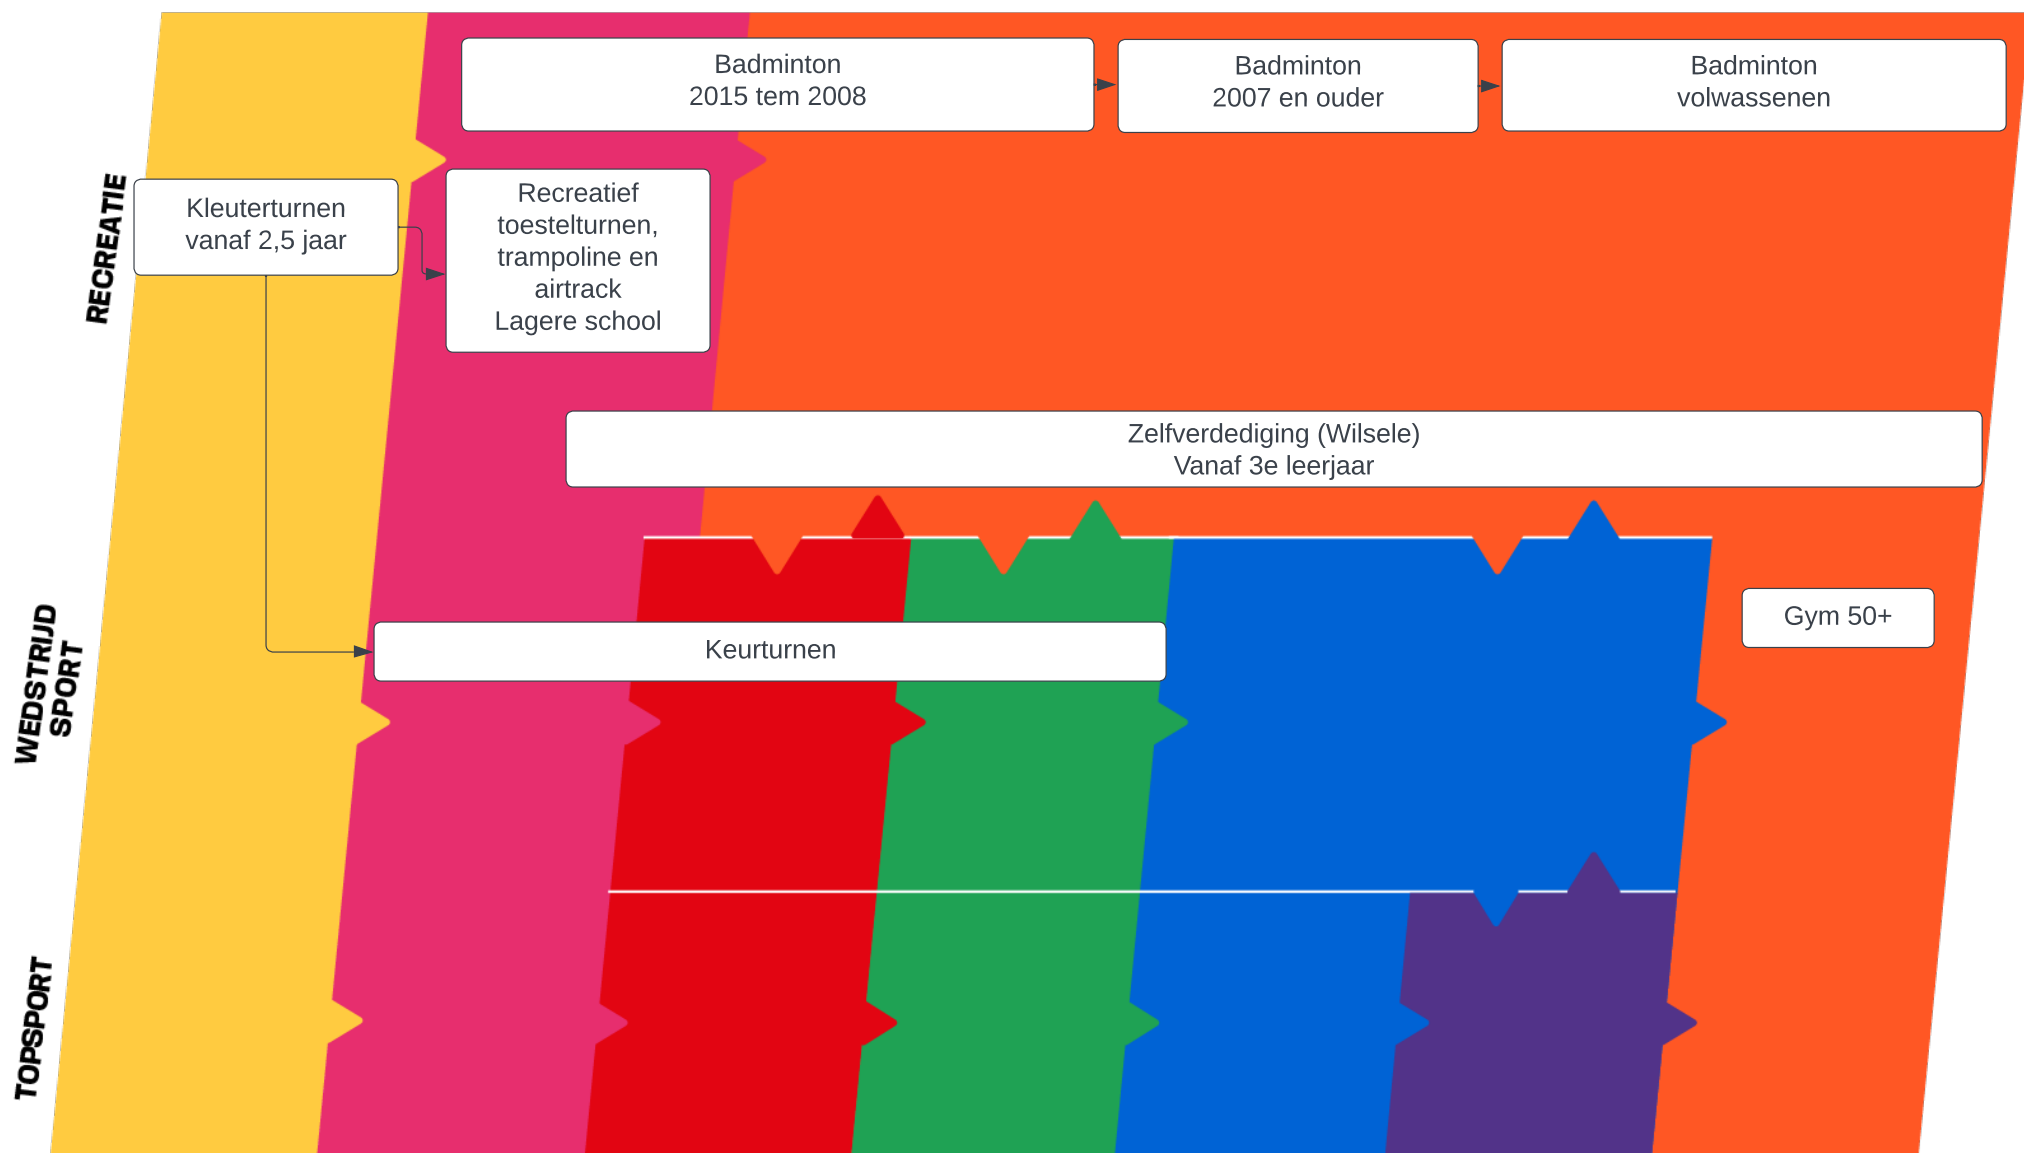 Badminton
2015 tem 2008
Badminton
2007 en ouder
Badminton
volwassenen
RECREATIE
Kleuterturnen
vanaf 2,5 jaar
Recreatief
toestelturnen,
trampoline en
airtrack
Lagere school
Zelfverdediging (Wilsele)
Vanaf 3e leerjaar
WEDSTRIJD
SPORT
Keurturnen
Gym 50+
TOPSPORT